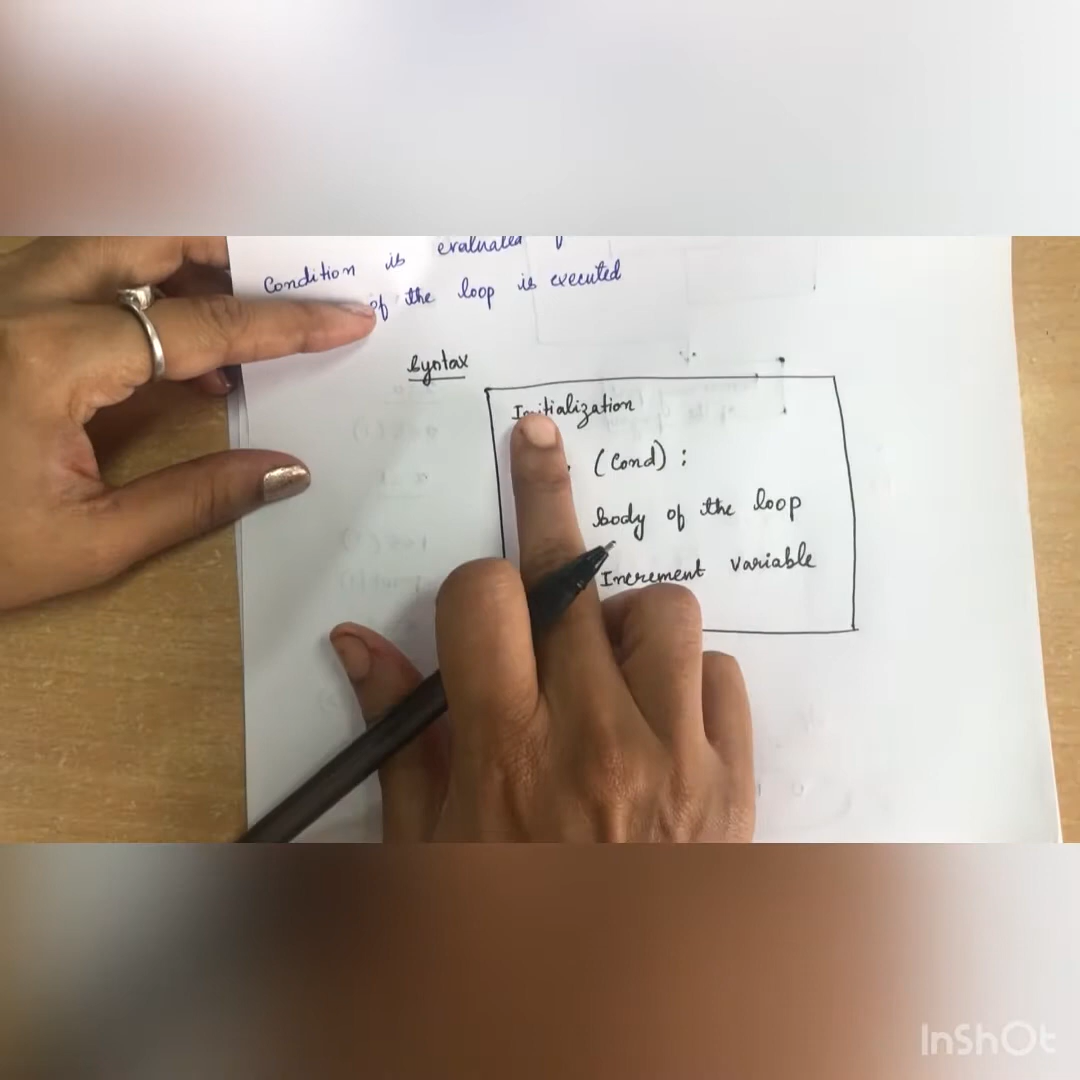 Condition is evaluated
of the loop is executed
Syntax
Initialization
(Cond) :
body of the loop
Increment variable
InShOt